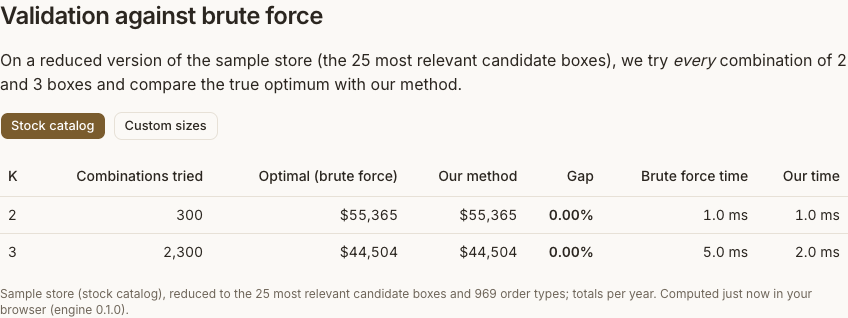 Validation against brute force
On a reduced version of the sample store (the 25 most relevant candidate boxes), we try every combination of 2
and 3 boxes and compare the true optimum with our method.
Stock catalog Custom sizes
K Combinations tried Optimal (brute force) Our method Gap Brute force time Our time
2 300 $55,365 $55,365 0.00% 1.0 ms 1.0 ms
3 2,300 $44,504 $44,504 0.00% 5.0 ms 2.0 ms
Sample store (stock catalog), reduced to the 25 most relevant candidate boxes and 969 order types; totals per year. Computed just now in your
browser (engine 0.1.0).